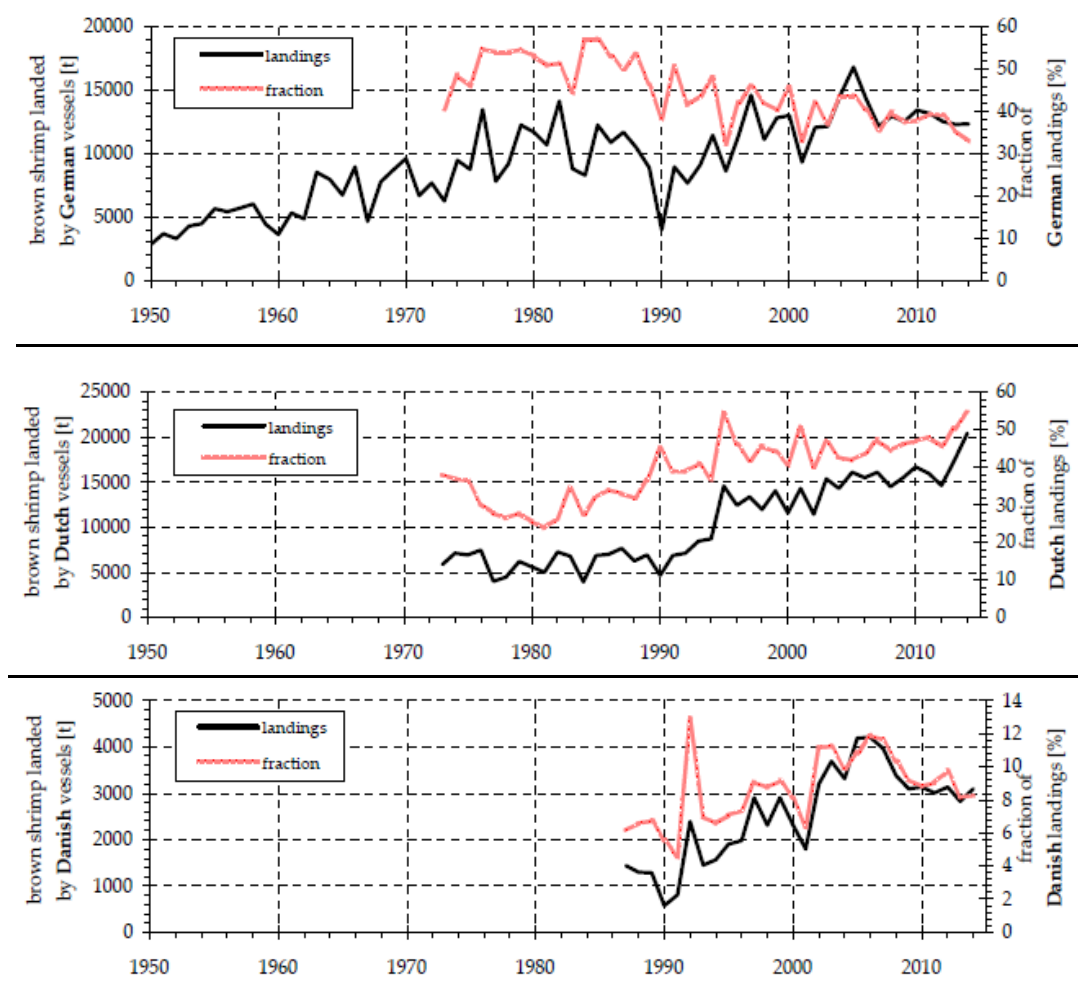 brown shrimp landed
by German vessels [t]
20000
15000
10000
5000
0
landings
fraction
60
50
40
30
20
10
0
fraction of
German landings [%]
1950 1960 1970 1980 1990 2000 2010
brown shrimp landed
by Dutch vessels [t]
25000
20000
15000
10000
5000
0
landings
fraction
60
50
40
30
20
10
0
fraction of
Dutch landings [%]
1950 1960 1970 1980 1990 2000 2010
brown shrimp landed
by Danish vessels [t]
5000
4000
3000
2000
1000
0
landings
fraction
14
12
10
8
6
4
2
0
fraction of
Danish landings [%]
1950 1960 1970 1980 1990 2000 2010